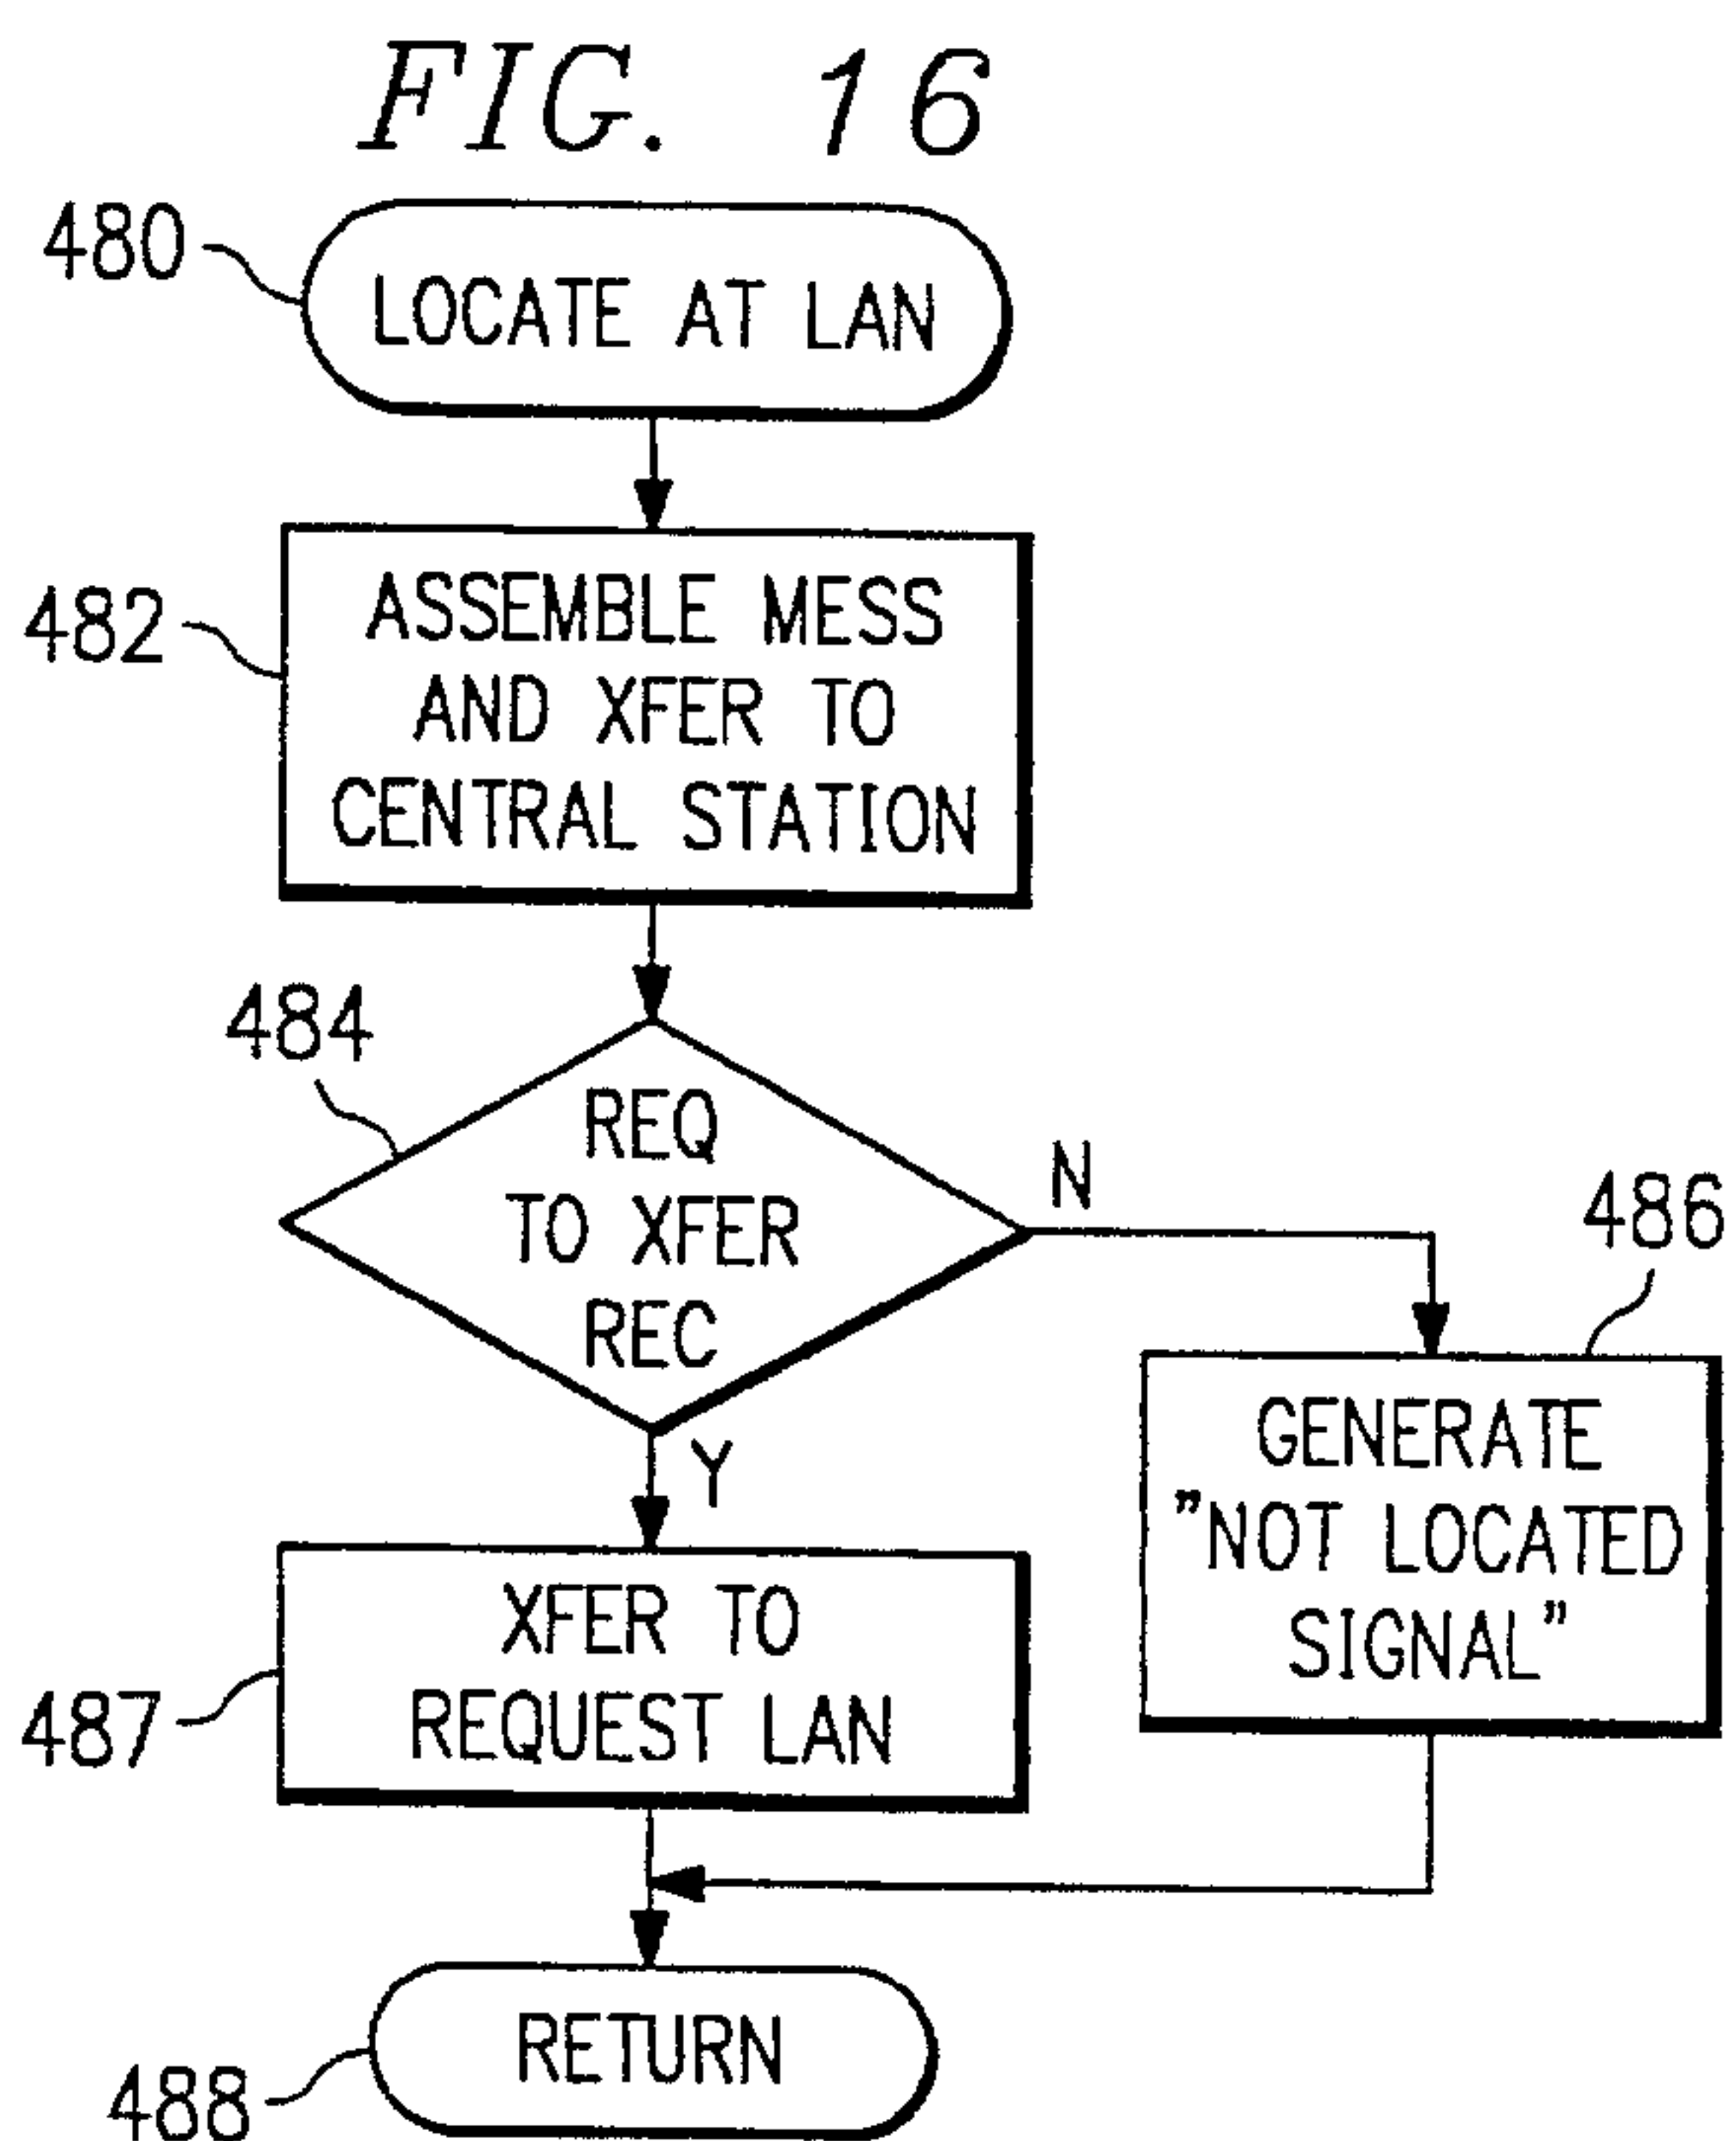 FIG. 16
480
LOCATE AT LAN
482
ASSEMBLE MESS
AND XFER TO
CENTRAL STATION
484
REQ
TO XFER
REC
N
486
GENERATE
"NOT LOCATED
SIGNAL"
Y
487
XFER TO
REQUEST LAN
488
RETURN